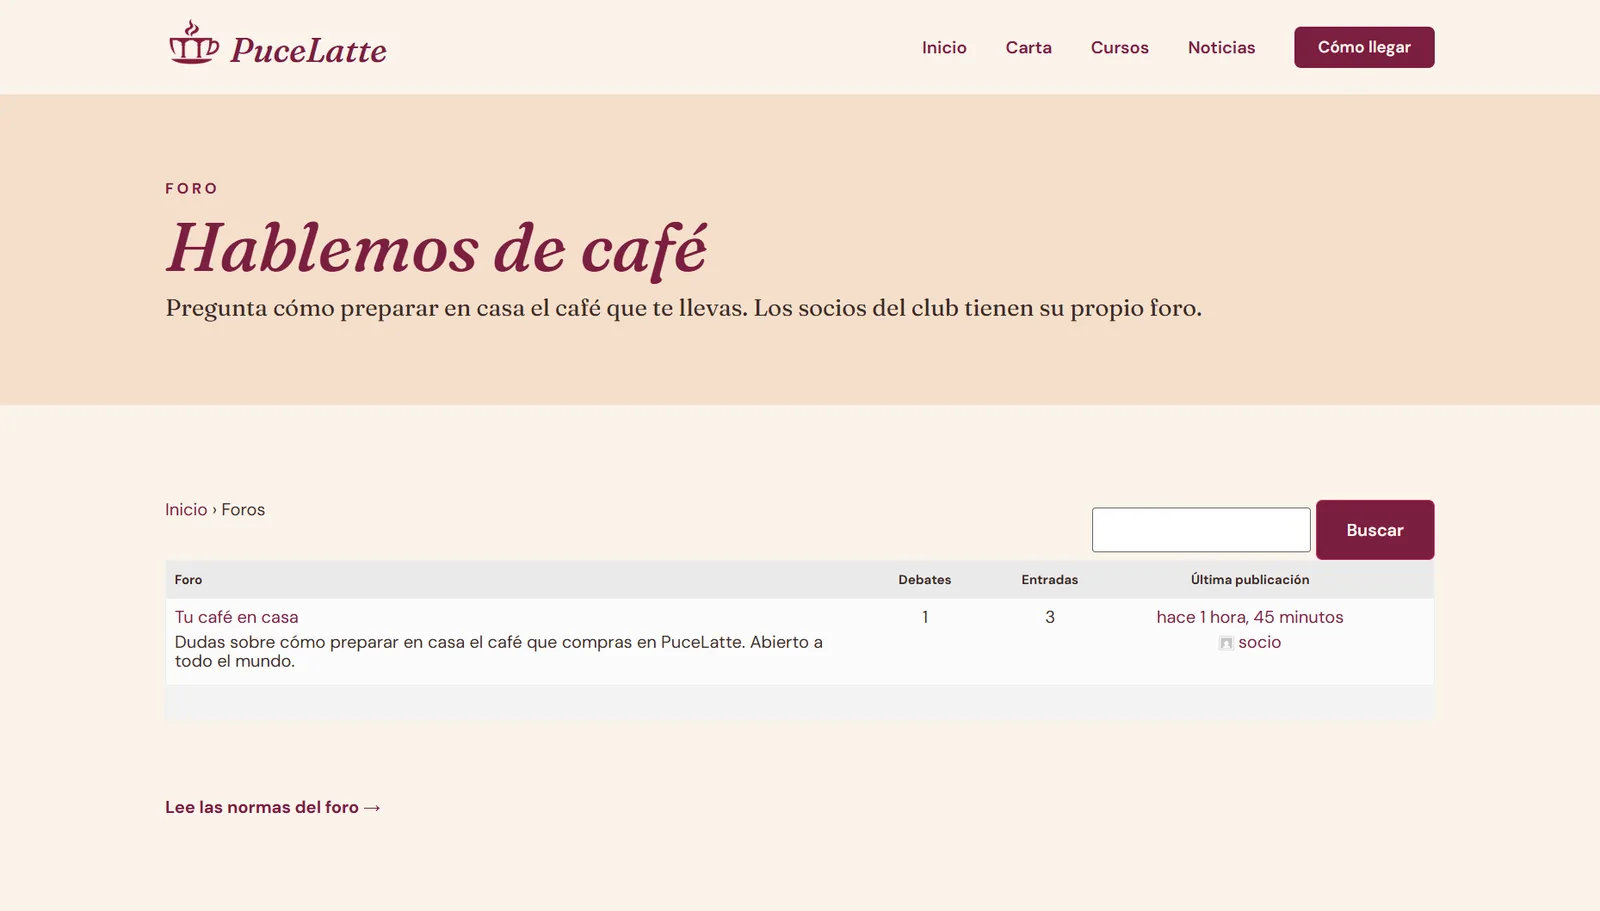 PuceLatte
Inicio
Carta
Cursos
Noticias
Cómo llegar
FORO
Hablemos de café
Pregunta cómo preparar en casa el café que te llevas. Los socios del club tienen su propio foro.
Inicio › Foros
Buscar
Foro
Debates
Entradas
Última publicación
Tu café en casa
1
3
hace 1 hora, 45 minutos
Dudas sobre cómo preparar en casa el café que compras en PuceLatte. Abierto a
todo el mundo.
socio
Lee las normas del foro →